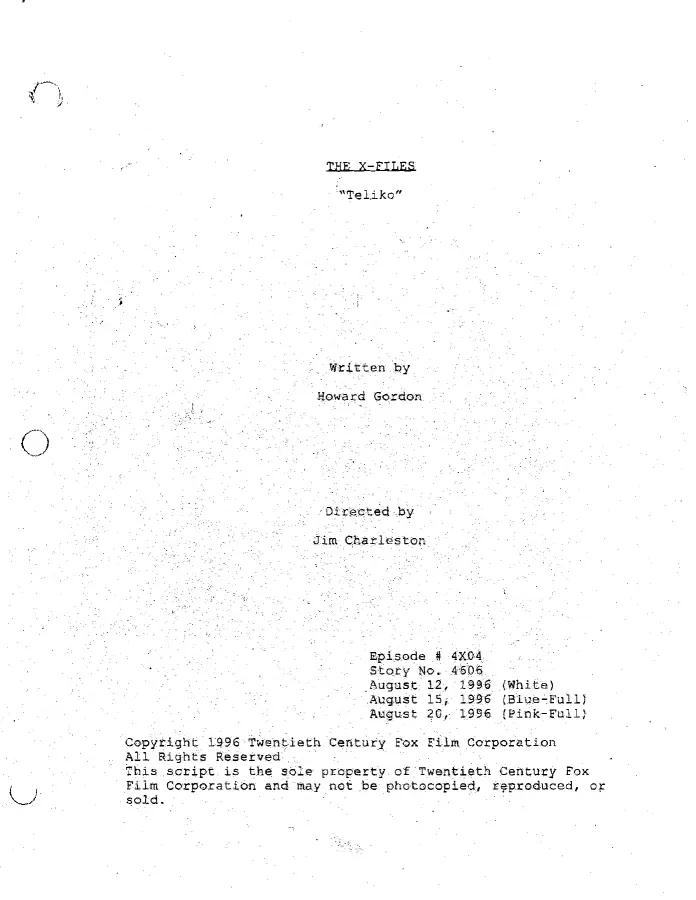 THE X-FILES
"Teliko"
Written by
Howard Gordon
Directed by
Jim Charleston
Episode # 4X04
Story No. 4606
August 12, 1996 (White)
August 15, 1996 (Blue-Full)
August 20, 1996 (Pink-Full)
Copyright 1996 Twentieth Century Fox Film Corporation
All Rights Reserved
This script is the sole property of Twentieth Century Fox
Film Corporation and may not be photocopied, reproduced, or
sold.